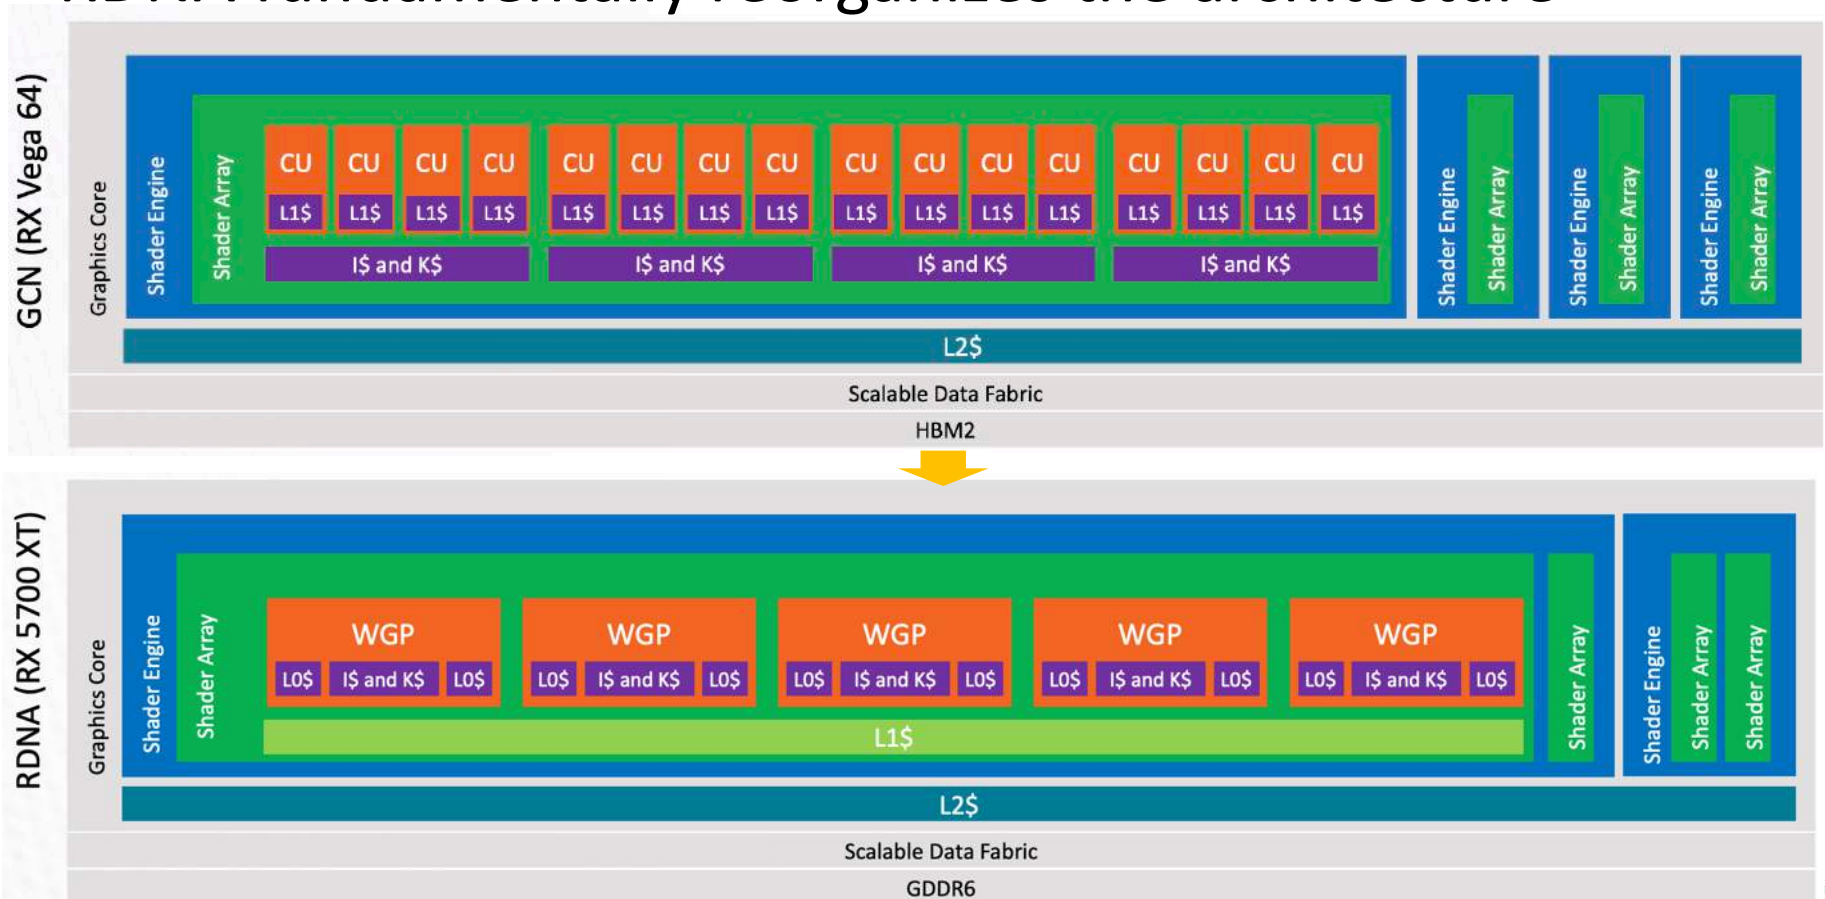 RDNA fundamentally reorganizes the architecture
GCN (RX Vega 64)
Graphics Core
Shader Engine
Shader Array
CU CU CU CU CU CU CU CU CU CU CU CU CU CU CU CU
L1$ L1$ L1$ L1$ L1$ L1$ L1$ L1$ L1$ L1$ L1$ L1$ L1$ L1$ L1$ L1$
I$ and K$ I$ and K$ I$ and K$ I$ and K$
Shader Engine
Shader Array
Shader Engine
Shader Array
Shader Engine
Shader Array
L2$
Scalable Data Fabric
HBM2
RDNA (RX 5700 XT)
Graphics Core
Shader Engine
Shader Array
WGP WGP WGP WGP WGP
L0$ I$ and K$ L0$ L0$ I$ and K$ L0$ L0$ I$ and K$ L0$ L0$ I$ and K$ L0$ L0$ I$ and K$ L0$
L1$
Shader Array
Shader Engine
Shader Array
Shader Array
L2$
Scalable Data Fabric
GDDR6